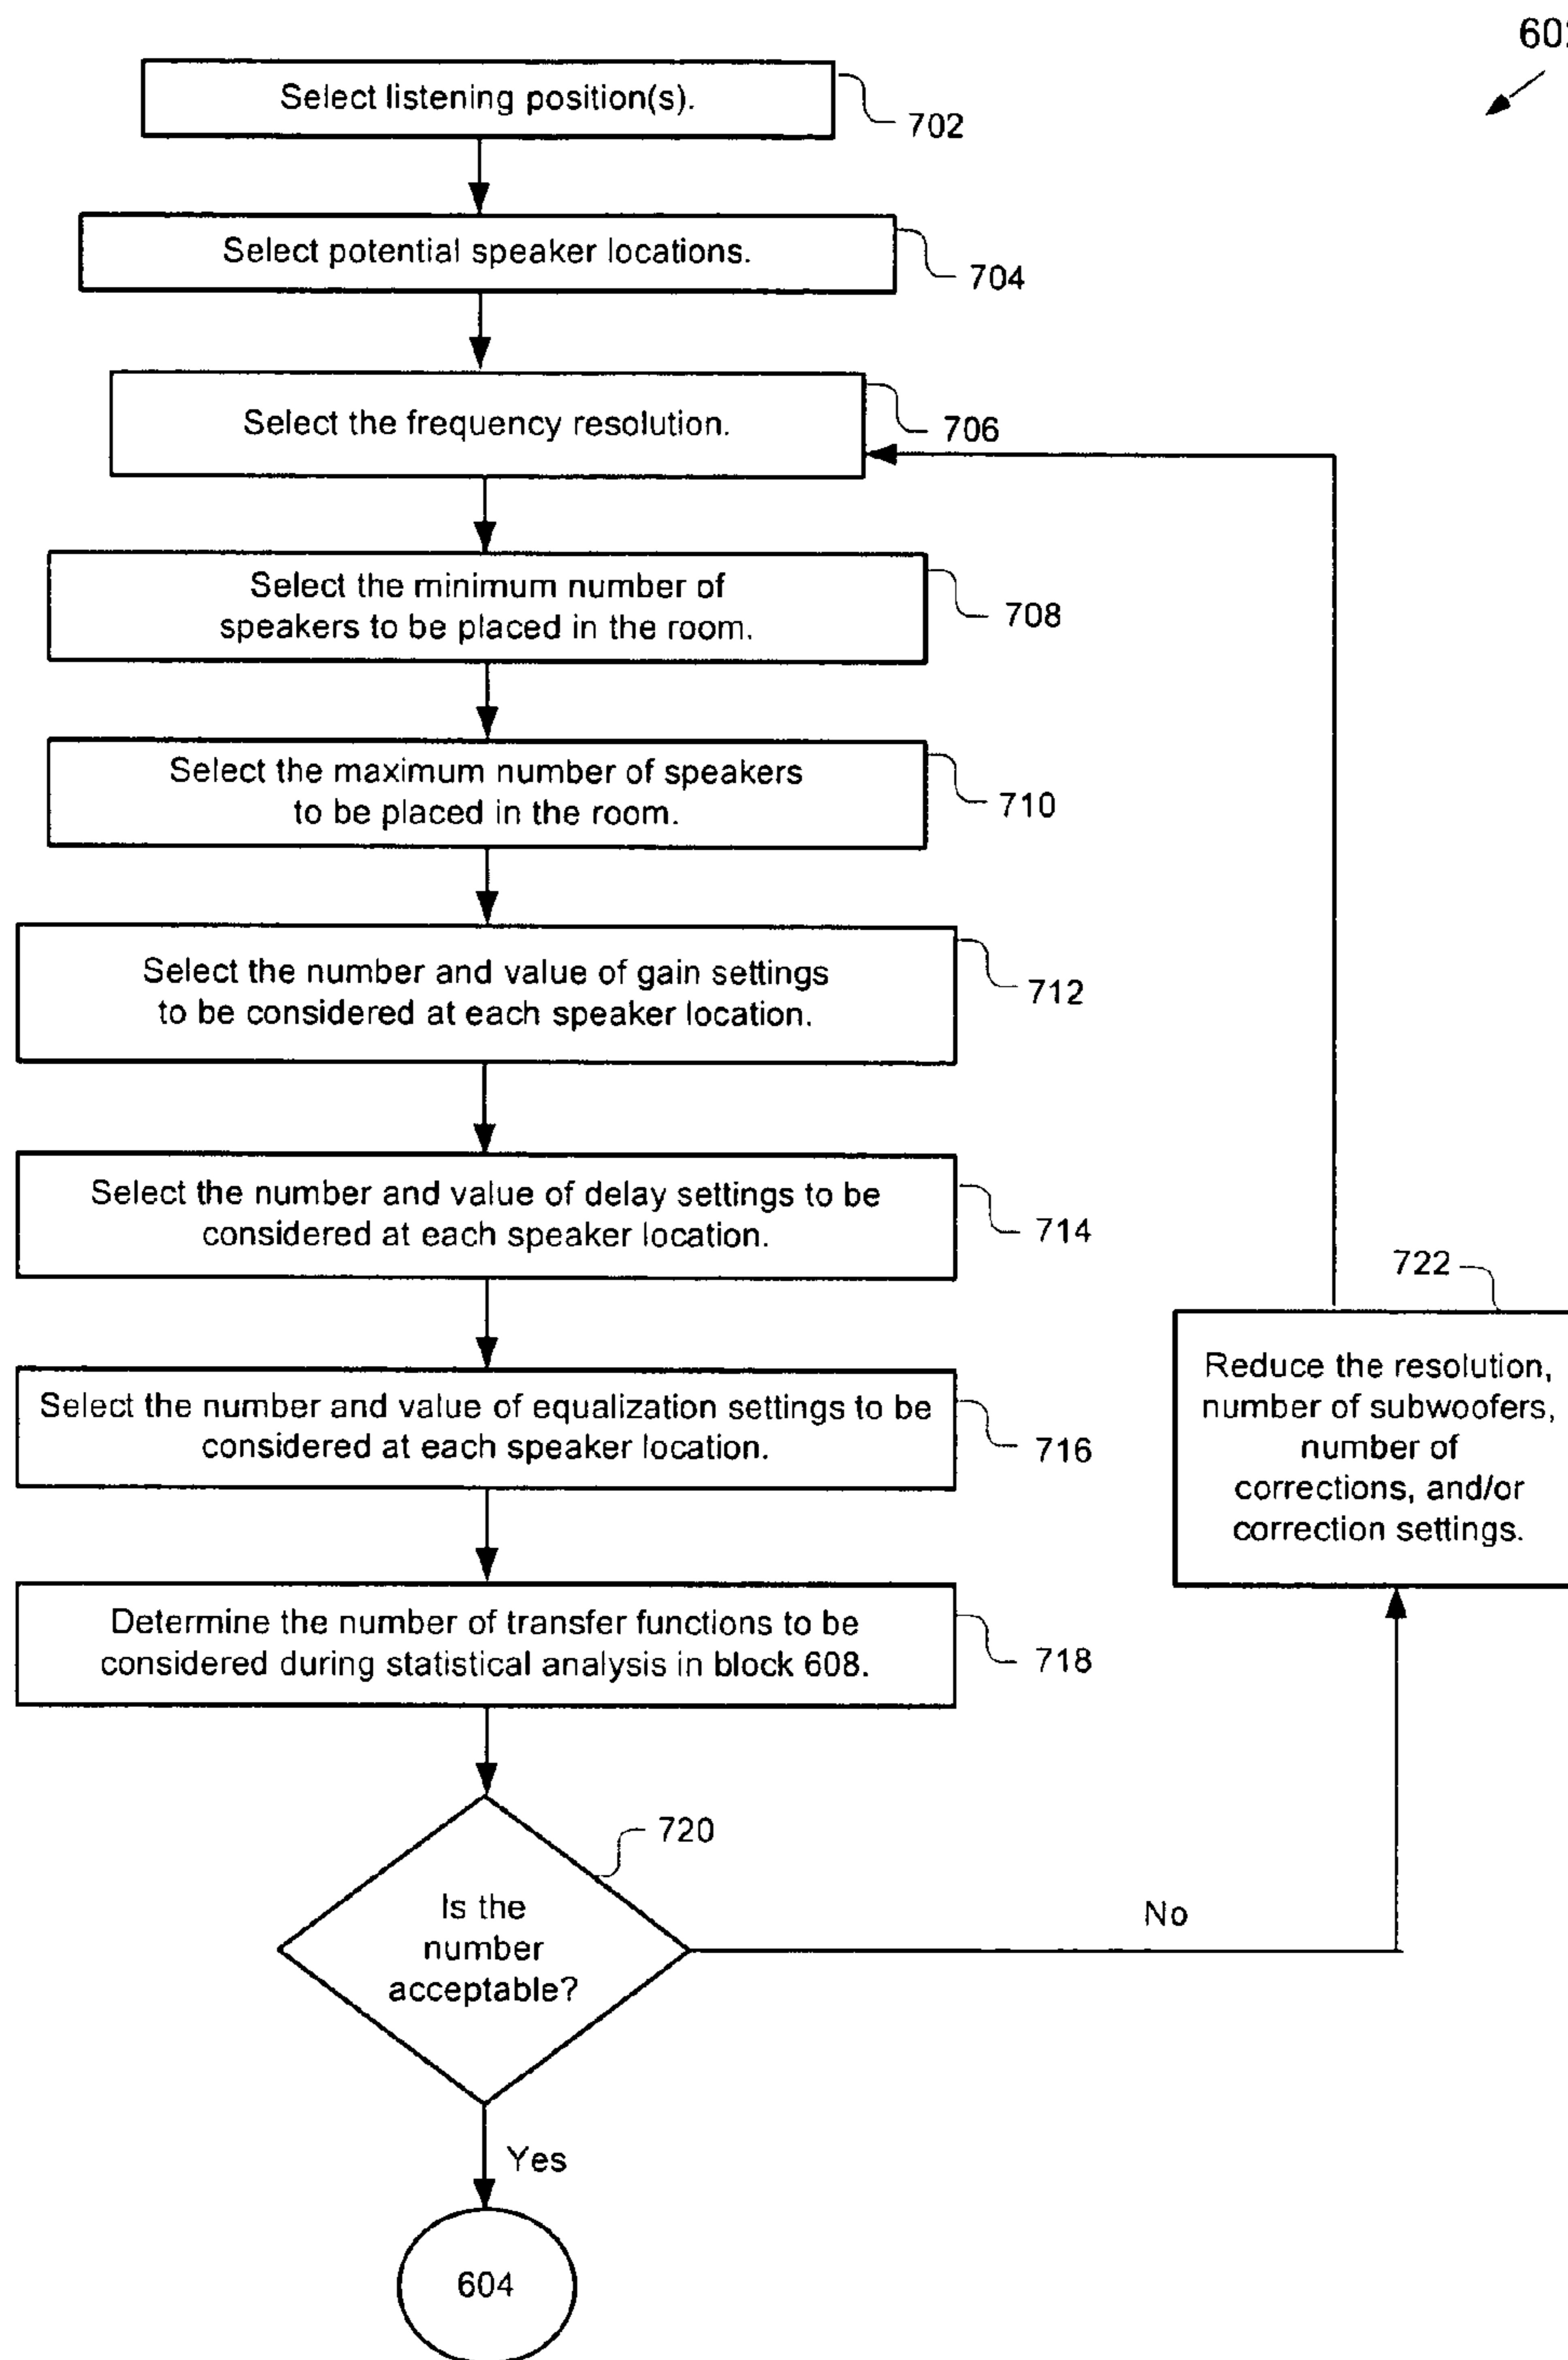 602
Select listening position(s).
702
Select potential speaker locations.
704
Select the frequency resolution.
706
Select the minimum number of
speakers to be placed in the room.
708
Select the maximum number of speakers
to be placed in the room.
710
Select the number and value of gain settings
to be considered at each speaker location.
712
Select the number and value of delay settings to be
considered at each speaker location.
714
722
Reduce the resolution,
number of subwoofers,
number of
corrections, and/or
correction settings.
Select the number and value of equalization settings to be
considered at each speaker location.
716
Determine the number of transfer functions to be
considered during statistical analysis in block 608.
718
720
Is the
number
acceptable?
No
Yes
604